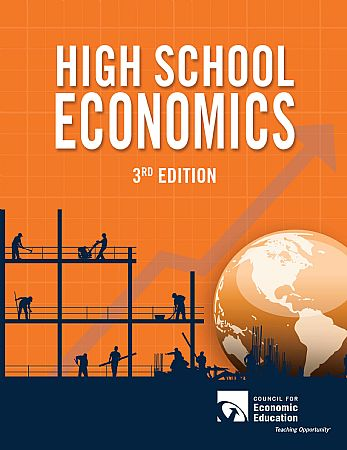 HIGH SCHOOL
ECONOMICS
3RD EDITION
COUNCIL FOR
Economic
Education
Teaching Opportunity®